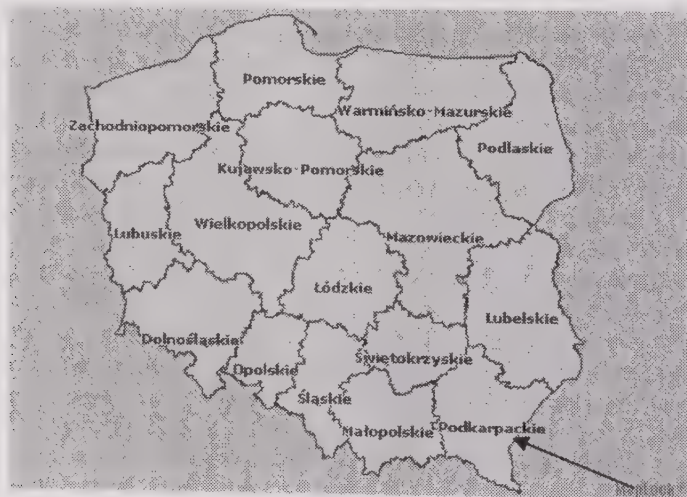 Pomorskie
Warmińsko-Mazurskie
Zachodniopomorskie
Podlaskie
Kujawsko-Pomorskie
Wielkopolskie
Lubuskie
Mazowieckie
Łódzkie
Lubelskie
Dolnośląskie
Świętokrzyskie
Opolskie
Śląskie
Podkarpackie
Małopolskie